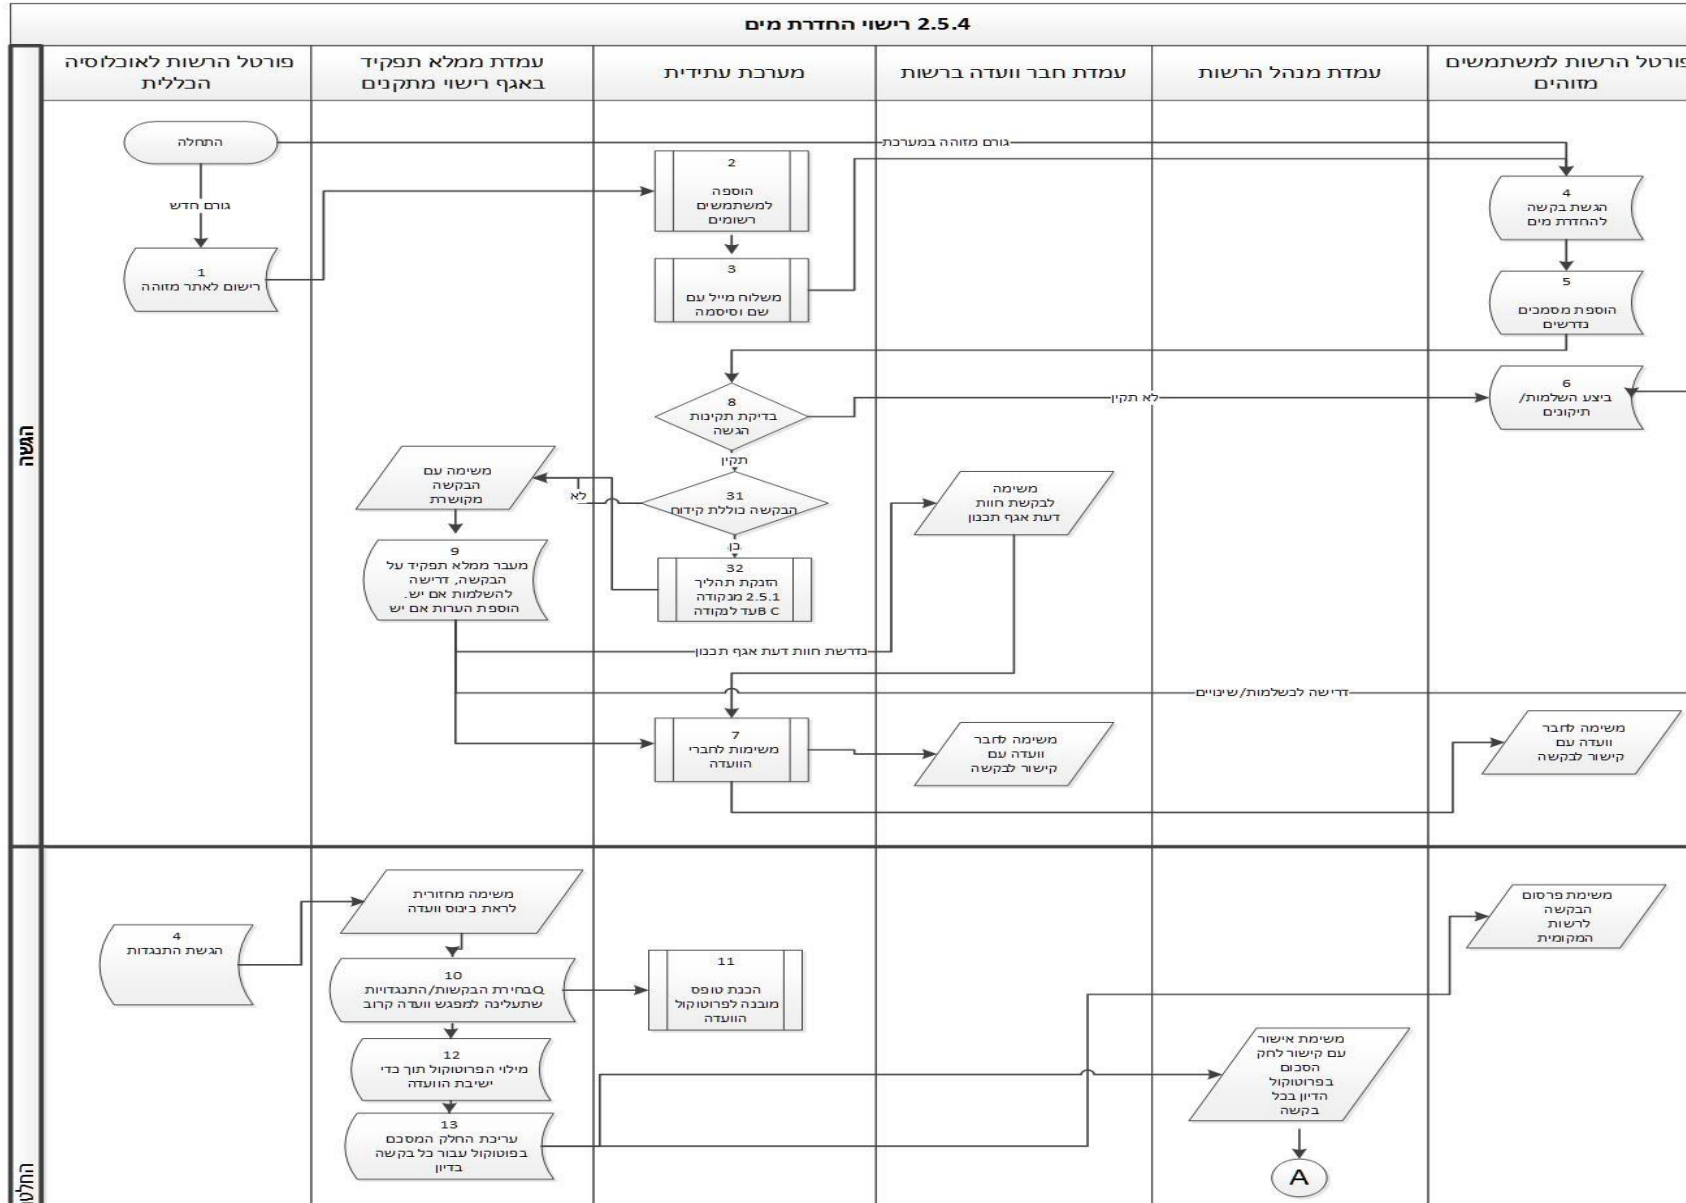 2.5.4 רישוי החדרת מים
פורטל הרשות לאוכלוסיה
הכללית
עמדת ממלא תפקיד
באגף רישוי מתקנים
מערכת עתידית
עמדת חבר וועדה ברשות
עמדת מנהל הרשות
פורטל הרשות למשתמשים
מזוהים
הגשה
התחלה
גורם מזוהה במערכת
גורם חדש
1
רישום לאתר מזוהה
2
הוספה
למשתמשים
רשומים
3
משלוח מייל עם
שם וסיסמה
4
הגשת בקשה
להחדרת מים
5
הוספת מסמכים
נדרשים
6
ביצע השלמות/
תיקונים
8
בדיקת תקינות
הגשה
לא תקין
תקין
31
הבקשה כוללת קידוח
לא
כן
32
הזנקת תהליך
2.5.1 מנקודה
B עד לנקודה C
משימה עם
הבקשה
מקושרת
9
מעבר ממלא תפקיד על
הבקשה, דרישה
להשלמות אם יש.
הוספת הערות אם יש
משימה
לבקשת חוות
דעת אגף תכנון
נדרשת חוות דעת אגף תכנון
דרישה לכשלמות/שינויים
7
משימות לחברי
הוועדה
משימה לחבר
וועדה עם
קישור לבקשה
משימה לחבר
וועדה עם
קישור לבקשה
4
הגשת התנגדות
משימה מחזורית
לראת כינוס וועדה
10
Qבחירת הבקשות/התנגדויות
שתעלינה למפגש וועדה קרוב
11
הכנת טופס
מובנה לפרוטוקול
הוועדה
12
מילוי הפרוטוקול תוך כדי
ישיבת הוועדה
13
עריכת החלק המסכם
בפוטוקול עבור כל בקשה
בדיון
משימת אישור
עם קישור לחק
הסכום
בפרוטוקול
הדיון בכל
בקשה
A
משימת פרסום
הבקשה
לרשות
המקומית